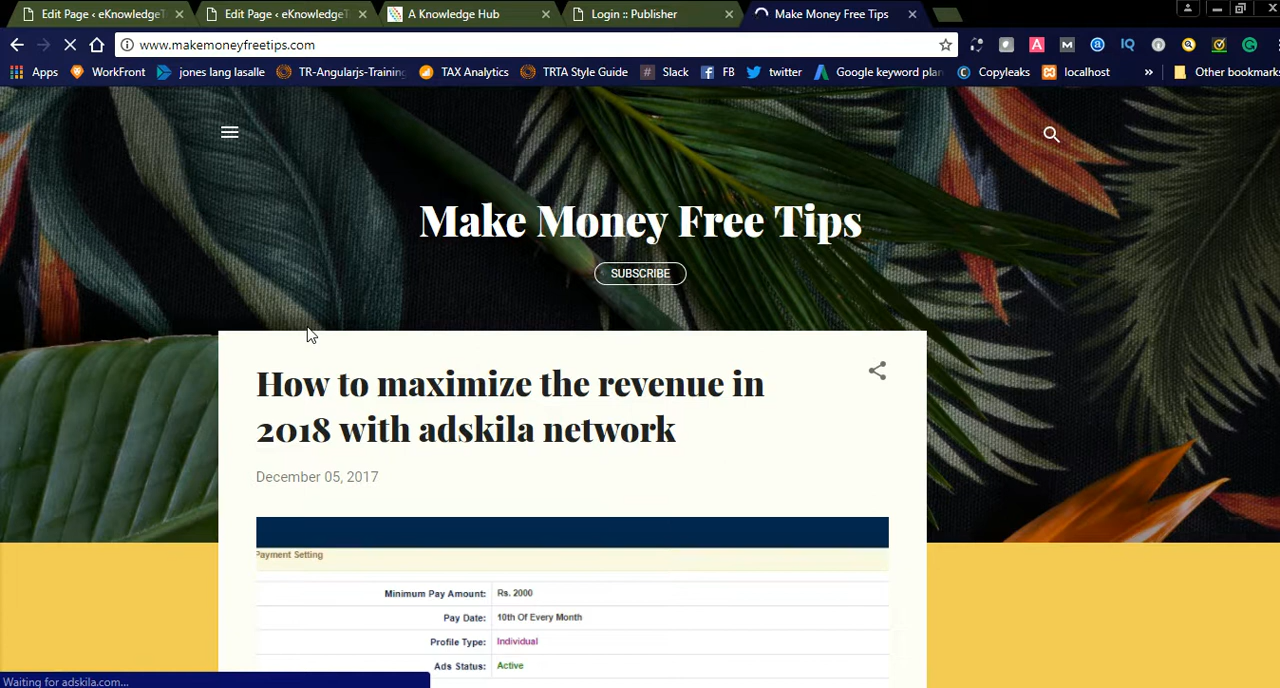 Edit Page ‹ eKnowledgeT
Edit Page ‹ eKnowledgeT
A Knowledge Hub
Login :: Publisher
Make Money Free Tips
www.makemoneyfreetips.com
Apps
WorkFront
jones lang lasalle
TR-Angularjs-Training
TAX Analytics
TRTA Style Guide
Slack
FB
twitter
Google keyword plan
Copyleaks
localhost
»
Other bookmarks
Make Money Free Tips
SUBSCRIBE
How to maximize the revenue in
2018 with adskila network
December 05, 2017
Payment Setting
Minimum Pay Amount: Rs. 2000
Pay Date: 10th Of Every Month
Profile Type: Individual
Ads Status: Active
Waiting for adskila.com...